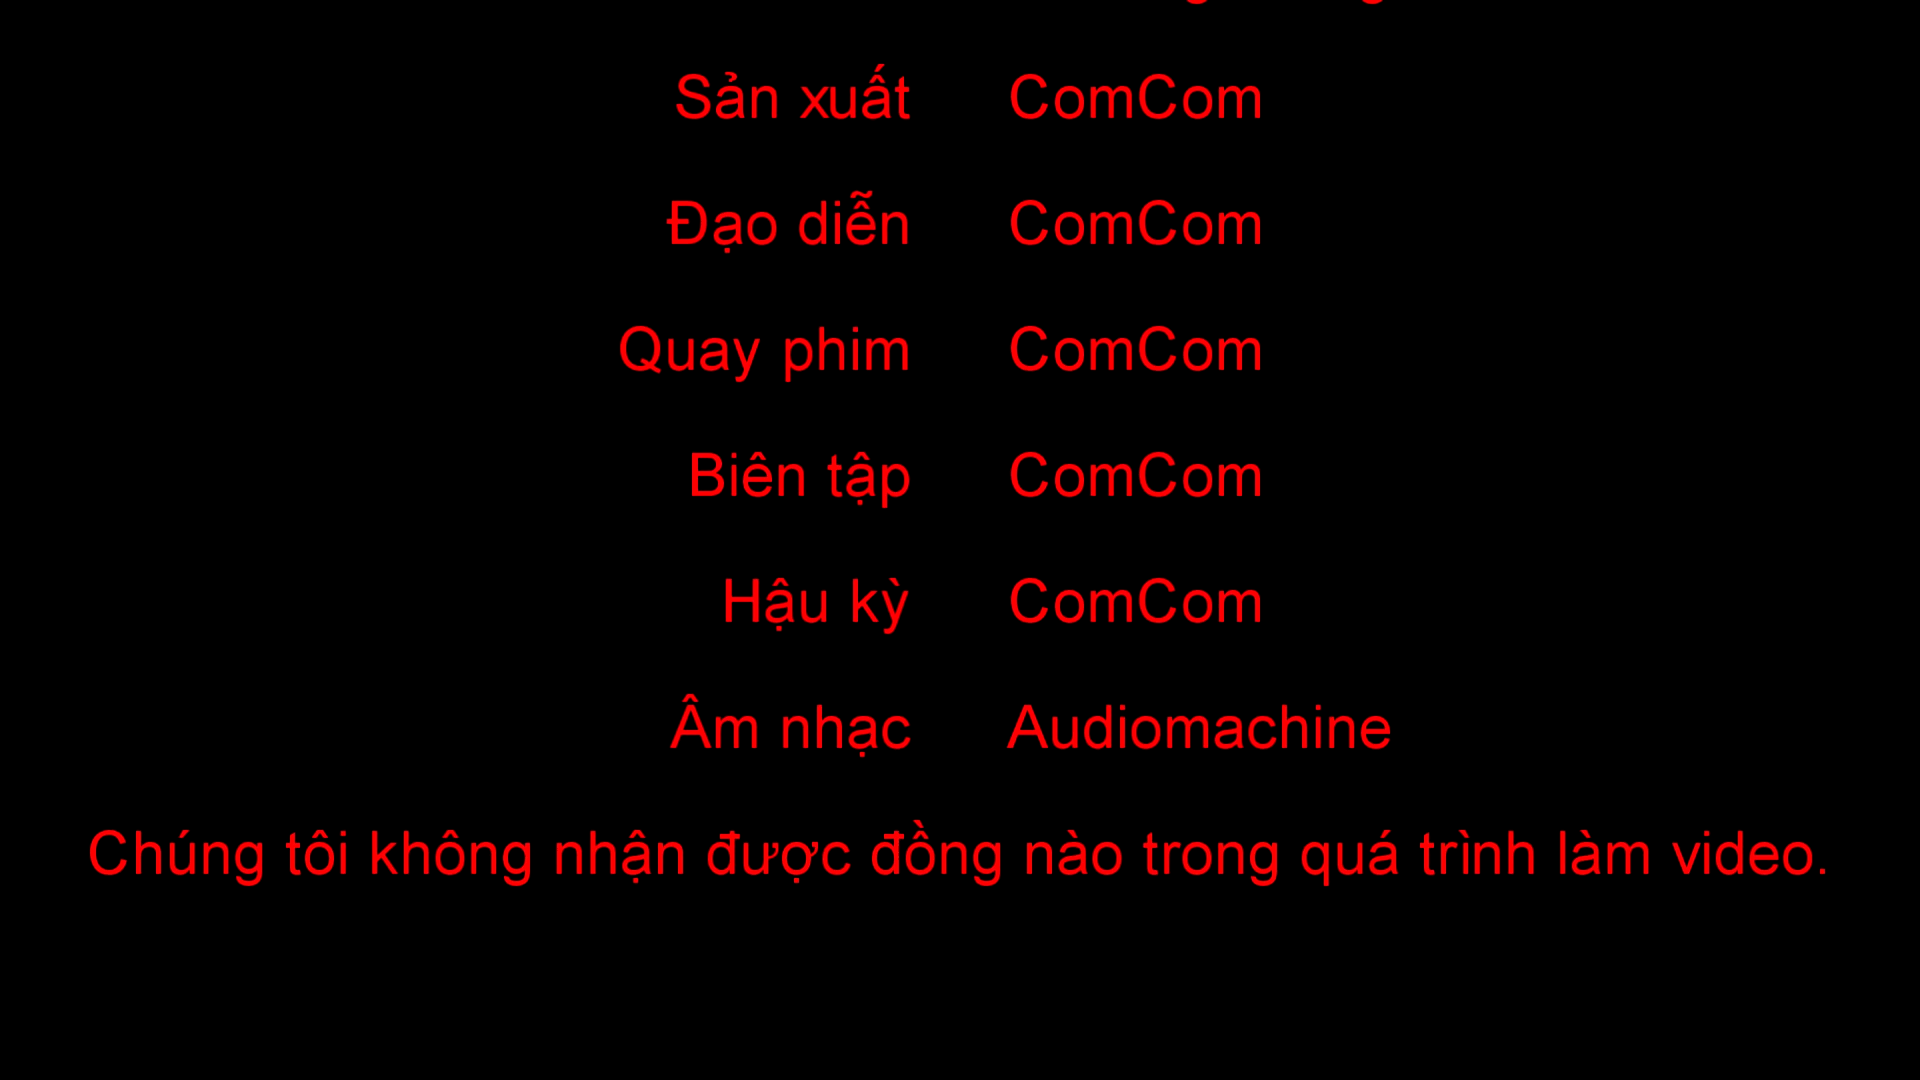 Sản xuất ComCom
Đạo diễn ComCom
Quay phim ComCom
Biên tập ComCom
Hậu kỳ ComCom
Âm nhạc Audiomachine
Chúng tôi không nhận được đồng nào trong quá trình làm video.